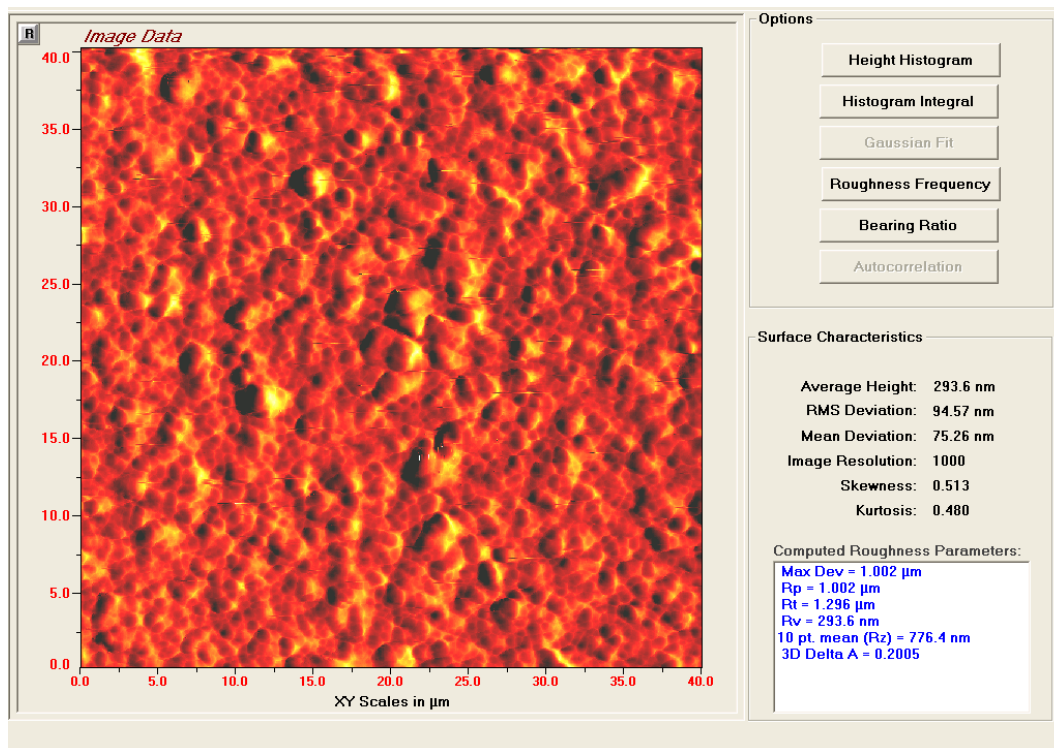 R
Image Data
40.0
35.0
30.0
25.0
20.0
15.0
10.0
5.0
0.0
0.0 5.0 10.0 15.0 20.0 25.0 30.0 35.0 40.0
XY Scales in µm
Options
Height Histogram
Histogram Integral
Gaussian Fit
Roughness Frequency
Bearing Ratio
Autocorrelation
Surface Characteristics
Average Height: 293.6 nm
RMS Deviation: 94.57 nm
Mean Deviation: 75.26 nm
Image Resolution: 1000
Skewness: 0.513
Kurtosis: 0.480
Computed Roughness Parameters:
Max Dev = 1.002 µm
Rp = 1.002 µm
Rt = 1.296 µm
Rv = 293.6 nm
10 pt. mean (Rz) = 776.4 nm
3D Delta A = 0.2005